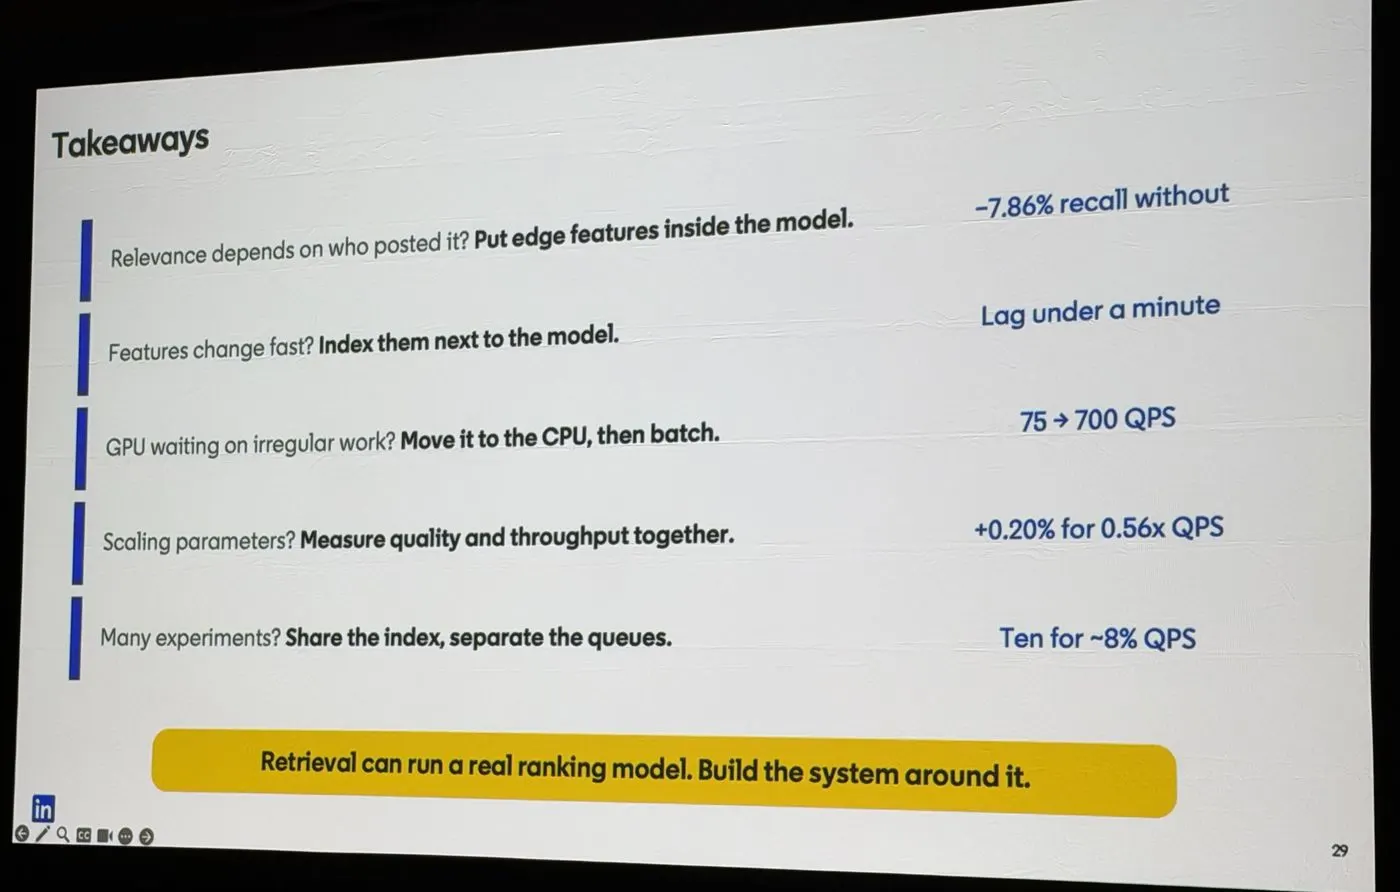 Takeaways
Relevance depends on who posted it? Put edge features inside the model.
-7.86% recall without
Features change fast? Index them next to the model.
Lag under a minute
GPU waiting on irregular work? Move it to the CPU, then batch.
75 → 700 QPS
Scaling parameters? Measure quality and throughput together.
+0.20% for 0.56x QPS
Many experiments? Share the index, separate the queues.
Ten for ~8% QPS
Retrieval can run a real ranking model. Build the system around it.
in
CC
29